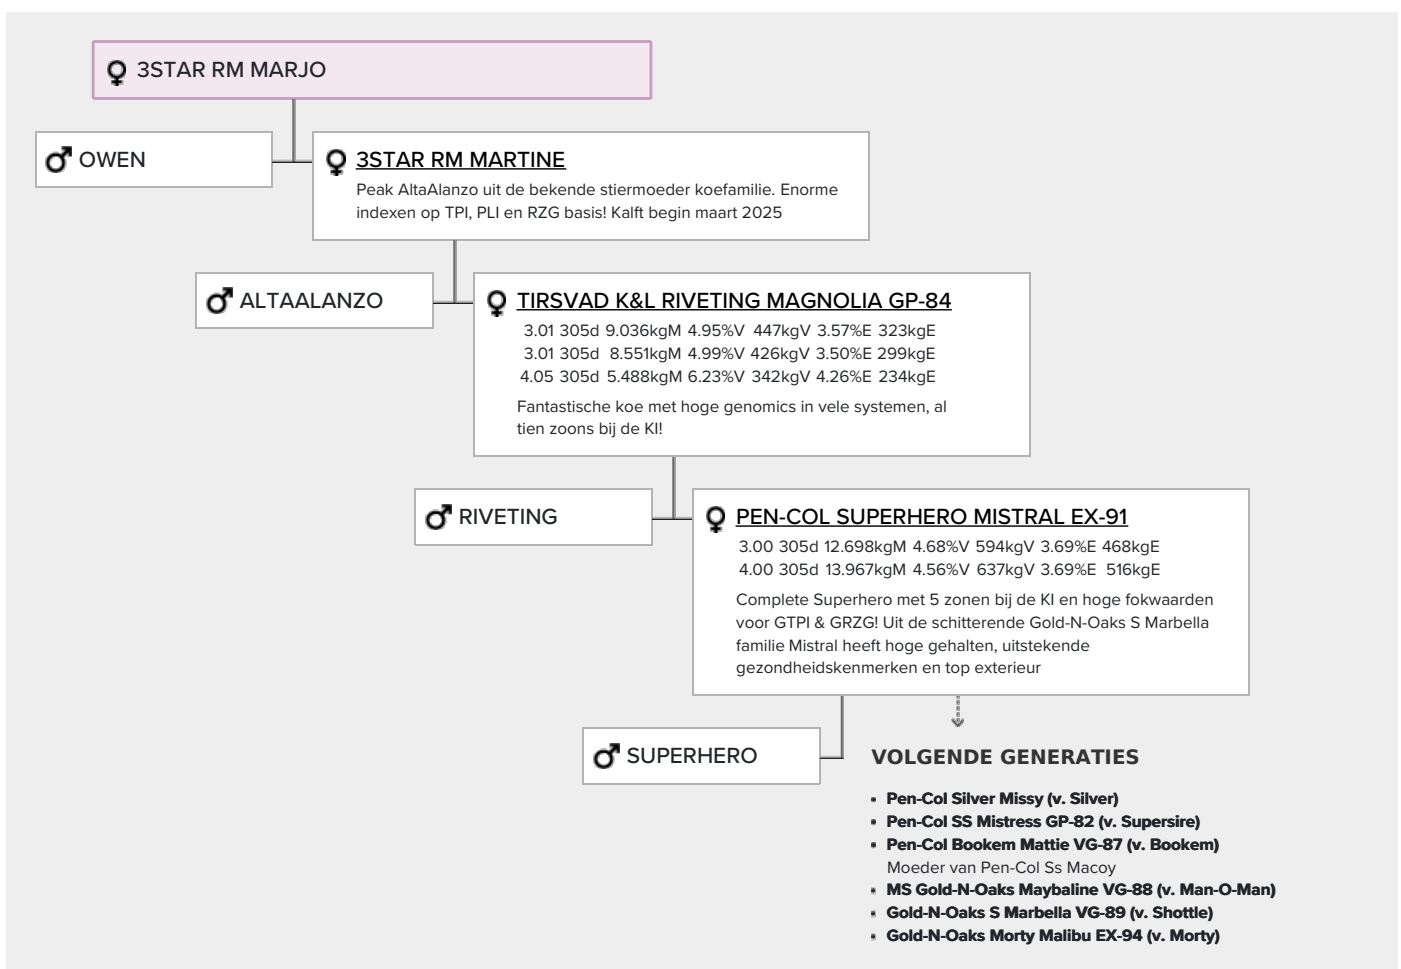 3STAR RM MARJO
OWEN
3STAR RM MARTINE
Peak AltaAlanzo uit de bekende stiermoeder koefamilie. Enorme
indexen op TPI, PLI en RZG basis! Kalft begin maart 2025
ALTAALANZO
TIRSVAD K&L RIVETING MAGNOLIA GP-84
3.01 305d 9.036kgM 4.95%V 447kgV 3.57%E 323kgE
3.01 305d 8.551kgM 4.99%V 426kgV 3.50%E 299kgE
4.05 305d 5.488kgM 6.23%V 342kgV 4.26%E 234kgE
Fantastische koe met hoge genomics in vele systemen, al
tien zoons bij de KI!
RIVETING
PEN-COL SUPERHERO MISTRAL EX-91
3.00 305d 12.698kgM 4.68%V 594kgV 3.69%E 468kgE
4.00 305d 13.967kgM 4.56%V 637kgV 3.69%E 516kgE
Complete Superhero met 5 zonen bij de KI en hoge fokwaarden
voor GTPI & GRZG! Uit de schitterende Gold-N-Oaks S Marbella
familie Mistral heeft hoge gehalten, uitstekende
gezondheidskenmerken en top exterieur
SUPERHERO
VOLGENDE GENERATIES
Pen-Col Silver Missy (v. Silver)
Pen-Col SS Mistress GP-82 (v. Supersire)
Pen-Col Bookem Mattie VG-87 (v. Bookem)
Moeder van Pen-Col Ss Macoy
MS Gold-N-Oaks Maybaline VG-88 (v. Man-O-Man)
Gold-N-Oaks S Marbella VG-89 (v. Shottle)
Gold-N-Oaks Morty Malibu EX-94 (v. Morty)